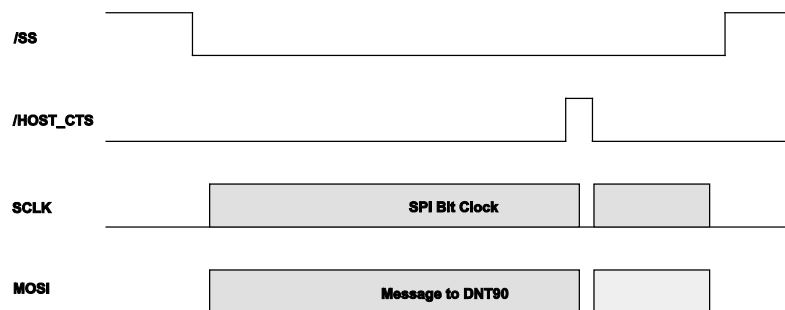 /SS
/HOST_CTS
SCLK
SPI Bit Clock
MOSI
Message to DNT90